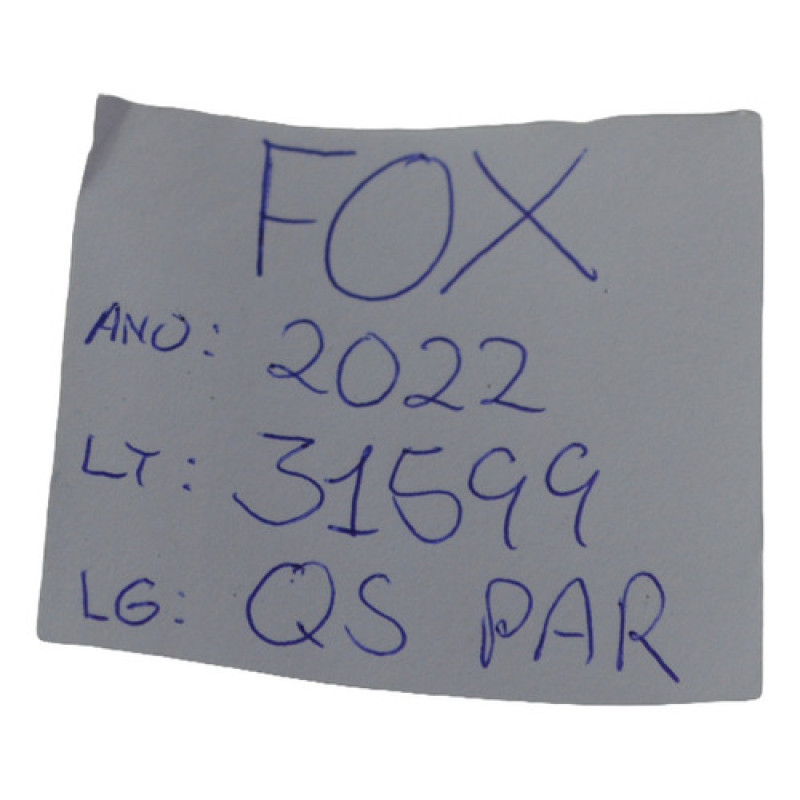 FOX
ANO: 2022
LT: 31599
LG: QS PAR